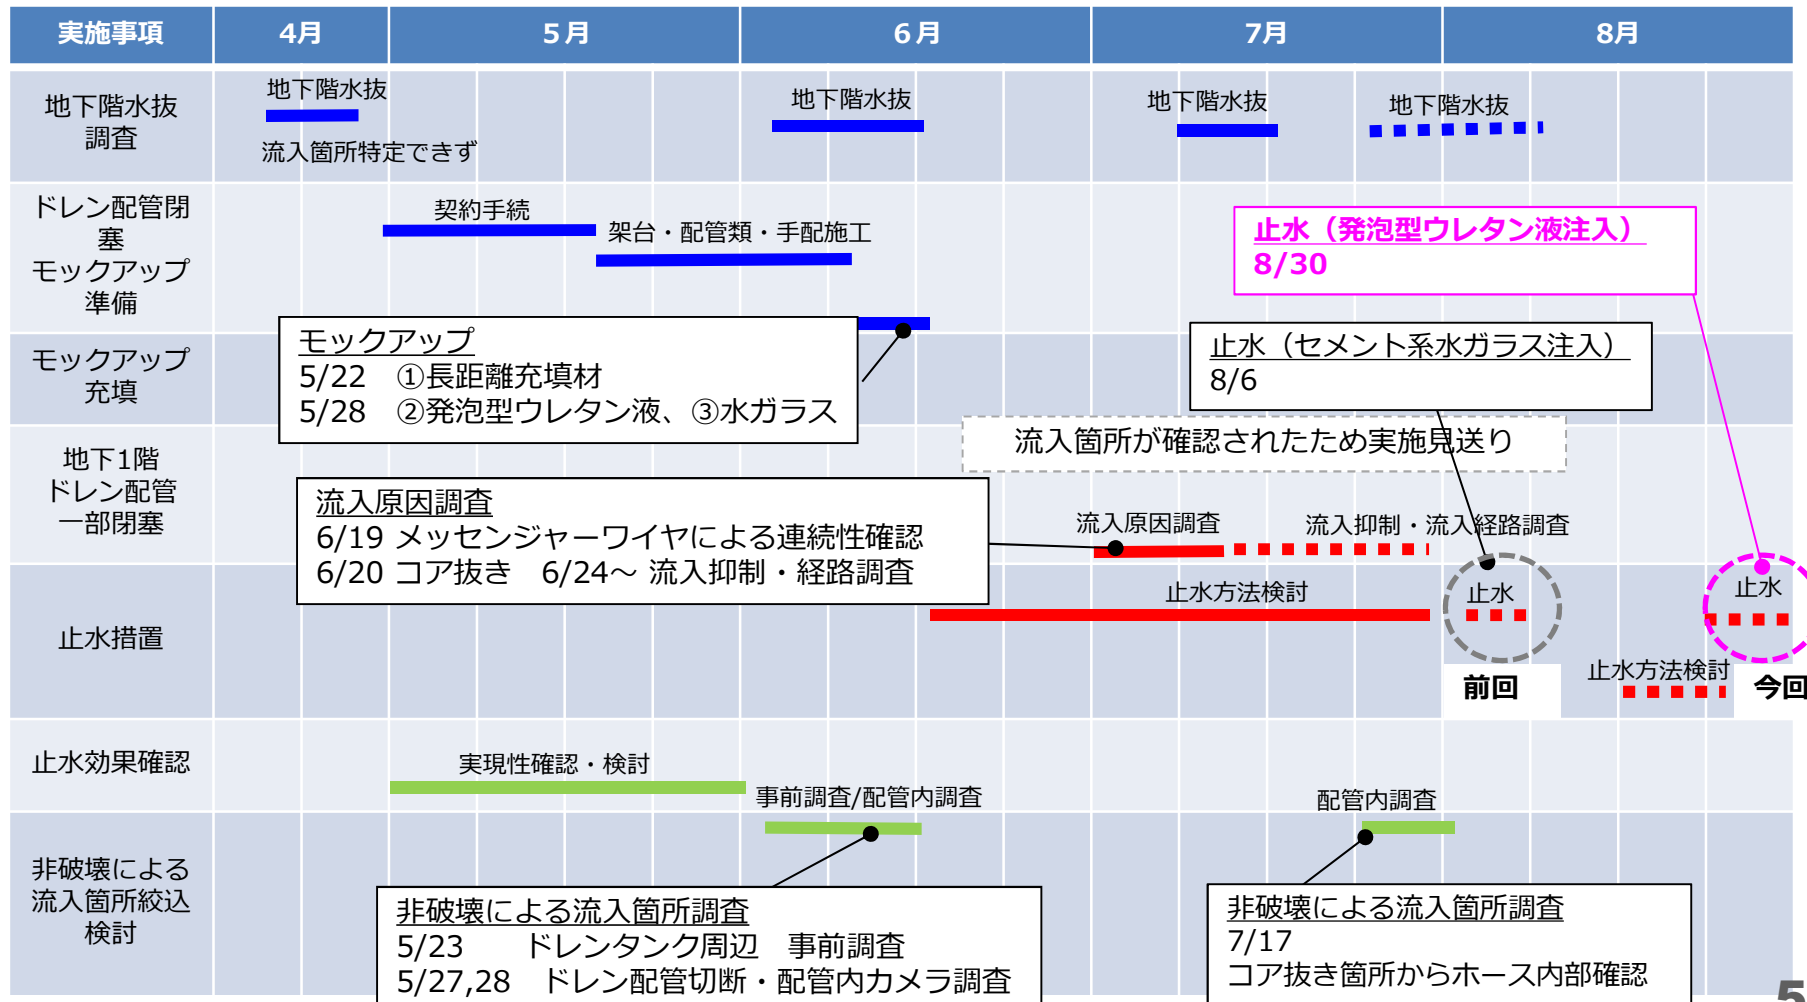 実施事項
4月
5月
6月
7月
8月
地下階水抜
調査
地下階水抜
流入箇所特定できず
地下階水抜
地下階水抜
地下階水抜
ドレン配管閉
塞
モックアップ
準備
契約手続
架台・配管類・手配施工
止水（発泡型ウレタン液注入）
8/30
モックアップ
充填
モックアップ
5/22　①長距離充填材
5/28　②発泡型ウレタン液、③水ガラス
止水（セメント系水ガラス注入）
8/6
流入箇所が確認されたため実施見送り
地下1階
ドレン配管
一部閉塞
流入原因調査
6/19 メッセンジャーワイヤによる連続性確認
6/20 コア抜き　6/24～ 流入抑制・経路調査
流入原因調査
流入抑制・流入経路調査
止水措置
止水方法検討
止水
前回
止水方法検討
止水
今回
止水効果確認
実現性確認・検討
非破壊による
流入箇所絞込
検討
事前調査/配管内調査
配管内調査
非破壊による流入箇所調査
5/23　　ドレンタンク周辺　事前調査
5/27,28　ドレン配管切断・配管内カメラ調査
非破壊による流入箇所調査
7/17
コア抜き箇所からホース内部確認
5